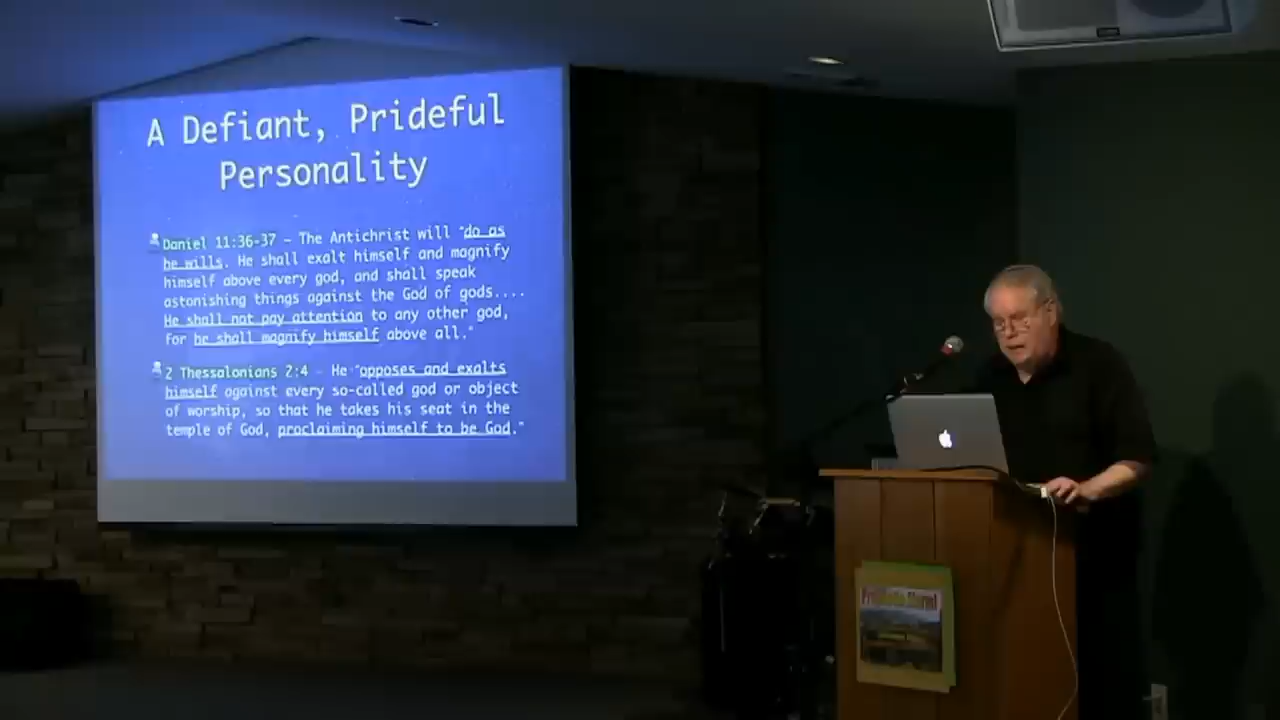 A Defiant, Prideful
Personality
Daniel 11:36-37 – The Antichrist will "do as
he wills. He shall exalt himself and magnify
himself above every god, and shall speak
astonishing things against the God of gods....
He shall not pay attention to any other god,
for he shall magnify himself above all."
2 Thessalonians 2:4 – He "opposes and exalts
himself against every so-called god or object
of worship, so that he takes his seat in the
temple of God, proclaiming himself to be God."